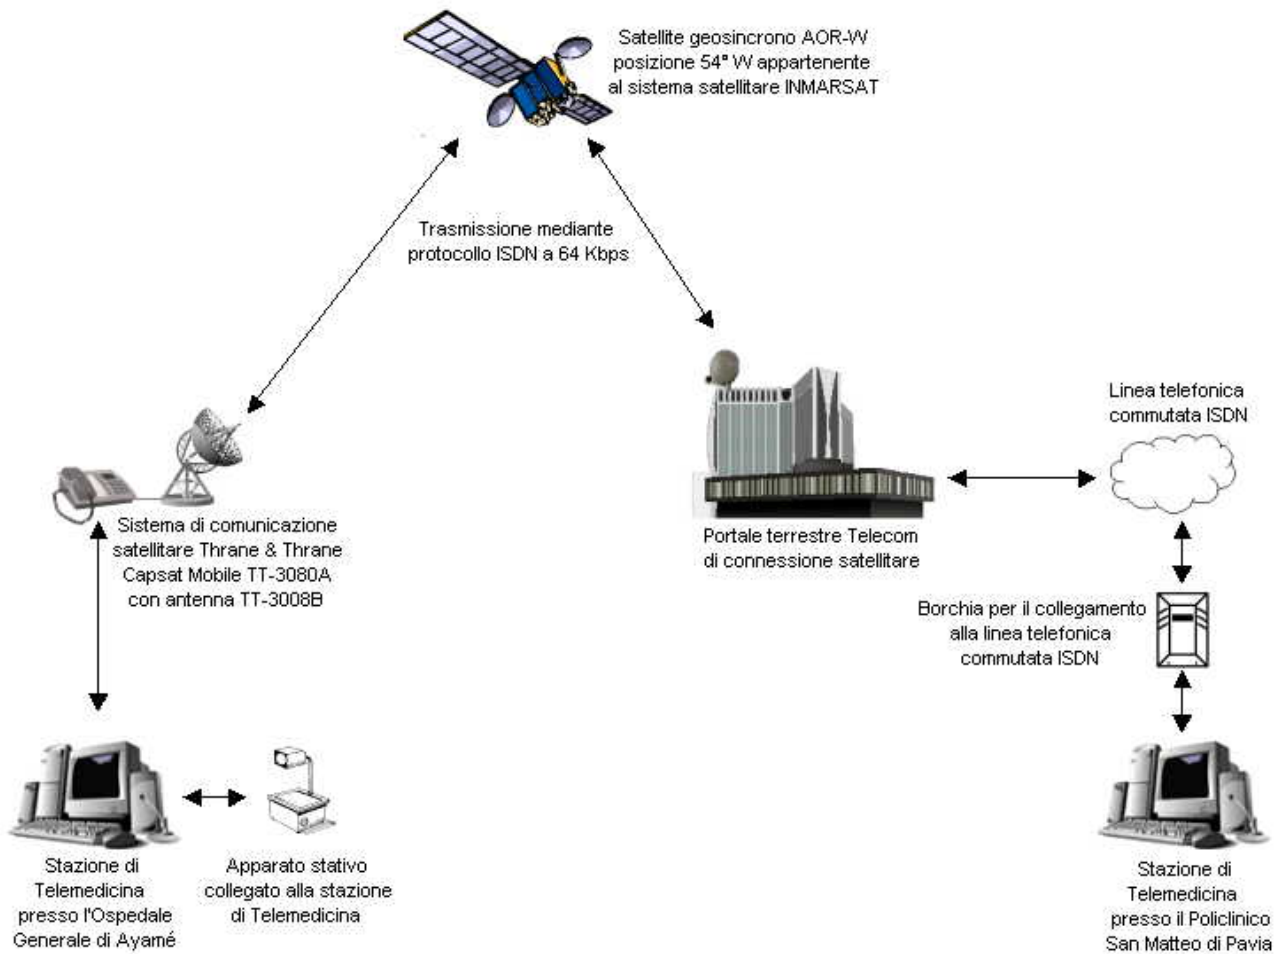 Satellite geosincrono AOR-W
posizione 54° W appartenente
al sistema satellitare INMARSAT
Trasmissione mediante
protocollo ISDN a 64 Kbps
Linea telefonica
commutata ISDN
Sistema di comunicazione
satellitare Thrane & Thrane
Capsat Mobile TT-3080A
con antenna TT-3008B
Portale terrestre Telecom
di connessione satellitare
Borchia per il collegamento
alla linea telefonica
commutata ISDN
Stazione di
Telemedicina
presso l'Ospedale
Generale di Ayamé
Apparato stativo
collegato alla stazione
di Telemedicina
Stazione di
Telemedicina
presso il Policlinico
San Matteo di Pavia